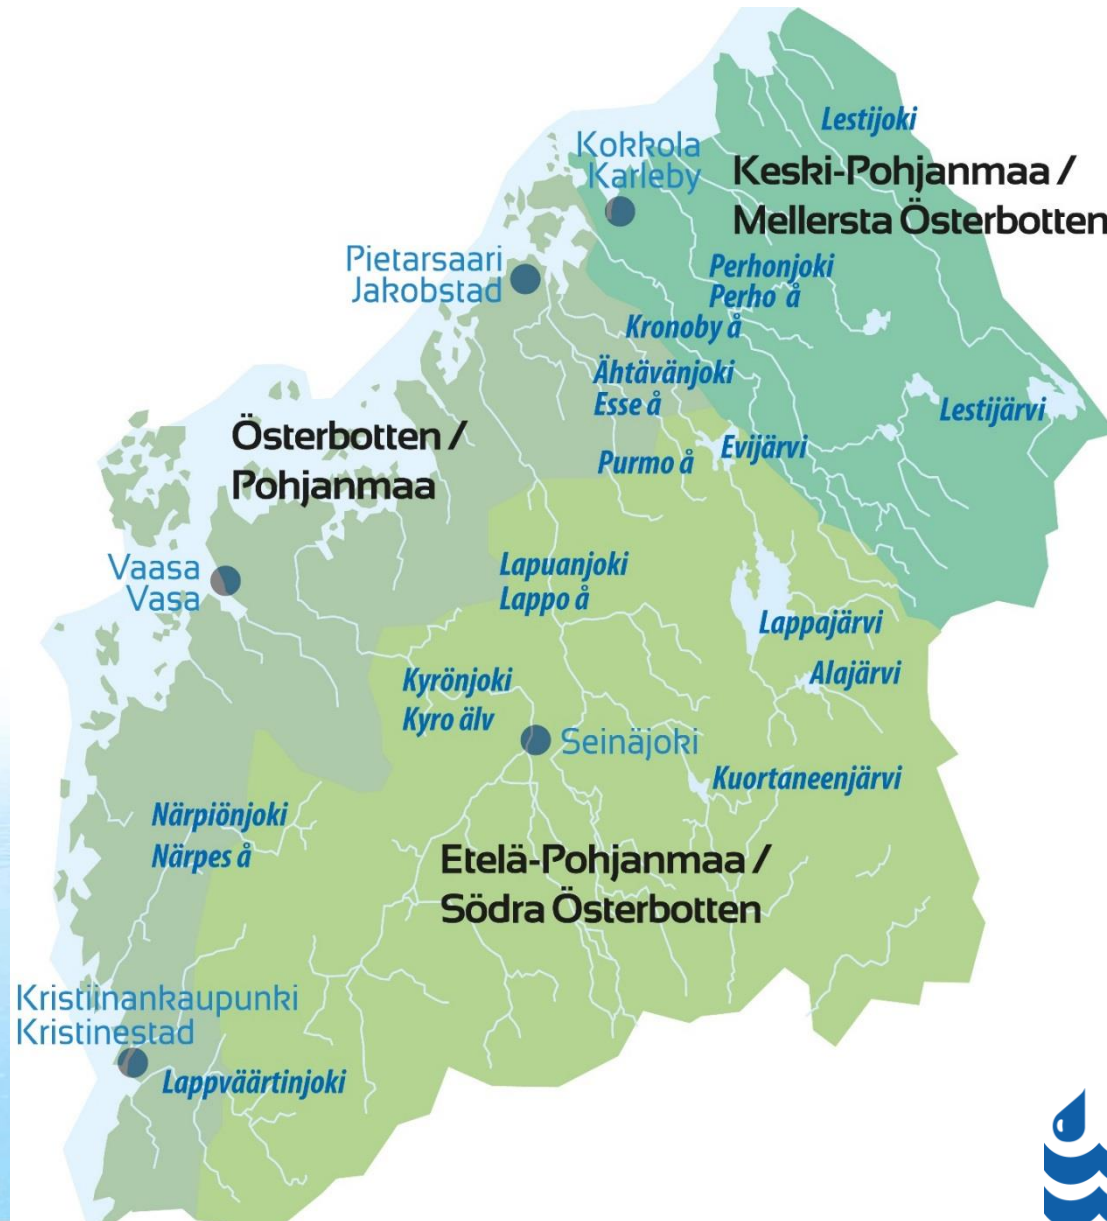 Lestijoki
Kokkola
Karleby
Keski-Pohjanmaa /
Mellersta Österbotten
Pietarsaari
Jakobstad
Perhonjoki
Perho å
Kronoby å
Ähtävänjoki
Esse å
Lestijärvi
Österbotten /
Pohjanmaa
Evijärvi
Purmo å
Vaasa
Vasa
Lapuanjoki
Lappo å
Lappajärvi
Alajärvi
Kyrönjoki
Kyro älv
Seinäjoki
Kuortaneenjärvi
Närpiönjoki
Närpes å
Etelä-Pohjanmaa /
Södra Österbotten
Kristiinankaupunki
Kristinestad
Lappväärtinjoki